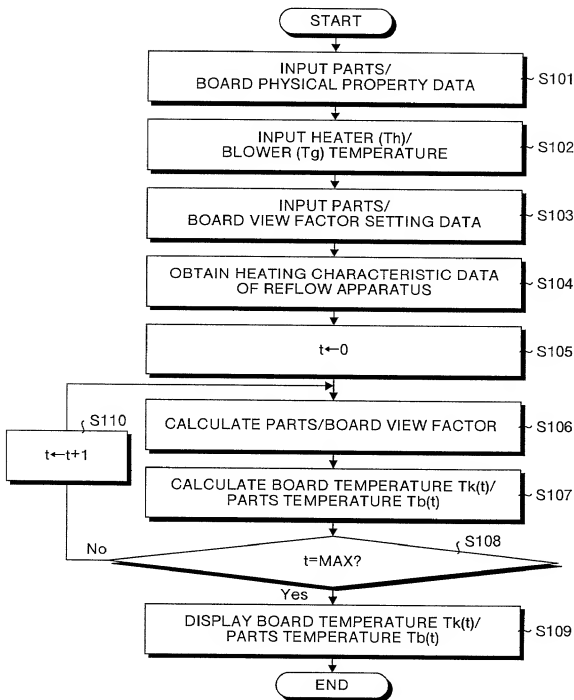 START
INPUT PARTS/
BOARD PHYSICAL PROPERTY DATA
S101
INPUT HEATER (Th)/
BLOWER (Tg) TEMPERATURE
S102
INPUT PARTS/
BOARD VIEW FACTOR SETTING DATA
S103
OBTAIN HEATING CHARACTERISTIC DATA
OF REFLOW APPARATUS
S104
t←0
S105
S110
t←t+1
CALCULATE PARTS/BOARD VIEW FACTOR
S106
CALCULATE BOARD TEMPERATURE Tk(t)/
PARTS TEMPERATURE Tb(t)
S107
S108
No
t=MAX?
Yes
DISPLAY BOARD TEMPERATURE Tk(t)/
PARTS TEMPERATURE Tb(t)
S109
END